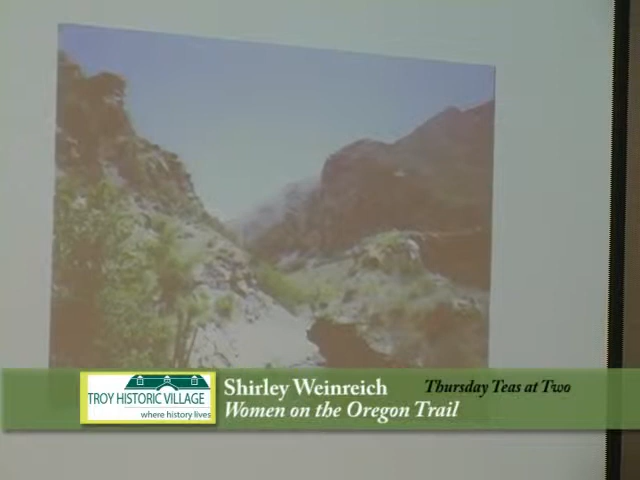 TROY HISTORIC VILLAGE
where history lives
Shirley Weinreich
Thursday Teas at Two
Women on the Oregon Trail